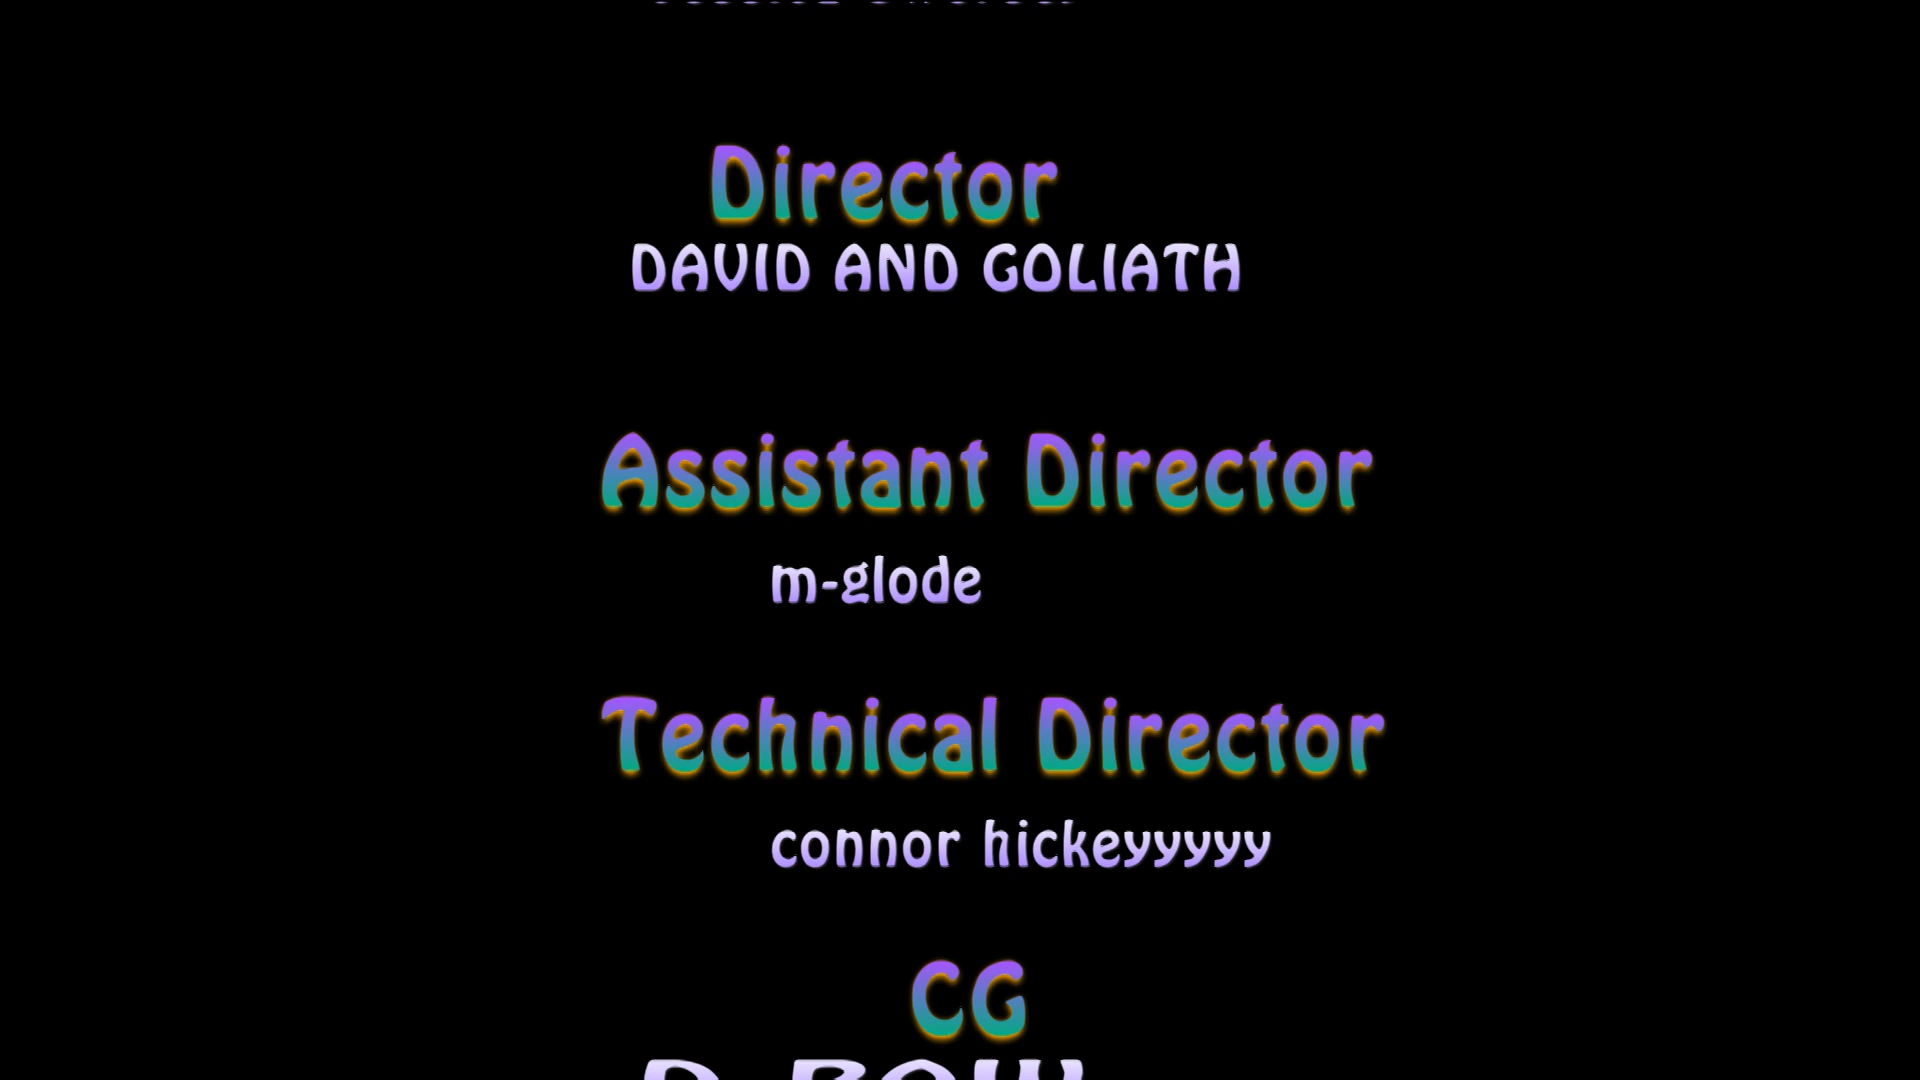 Director
DAVID AND GOLIATH
Assistant Director
m-glode
Technical Director
connor hickeyyyyy
CG